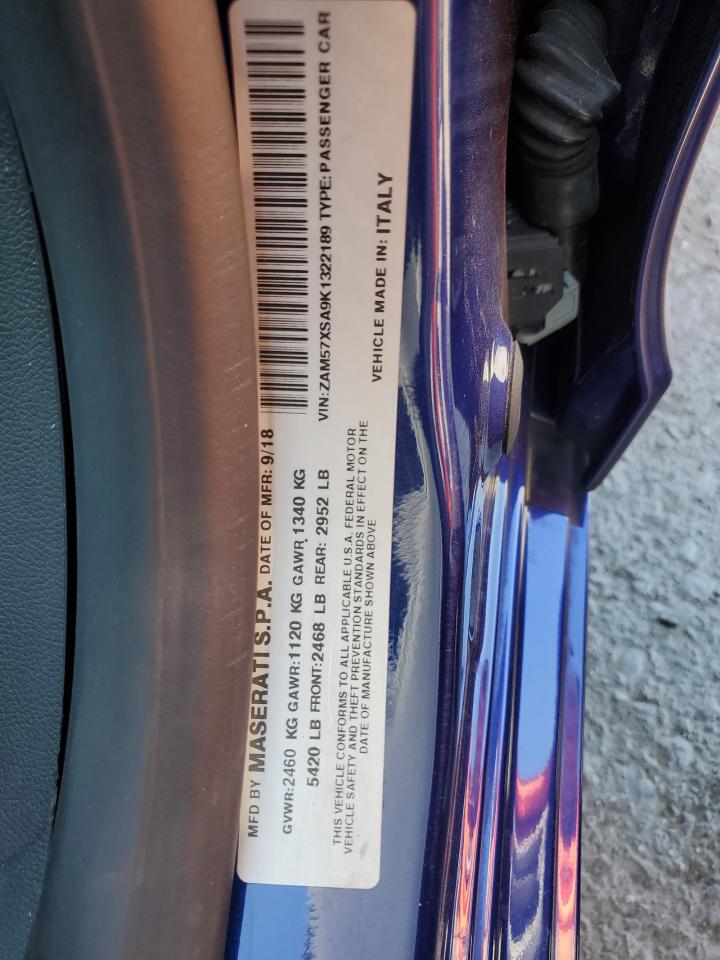 MFD BY MASERATI S.P.A. DATE OF MFR: 9/18
GVWR:2460 KG GAWR:1120 KG GAWR 1340 KG
5420 LB FRONT:2468 LB REAR: 2952 LB
VIN:ZAM57XSA9K1322189 TYPE:PASSENGER CAR
THIS VEHICLE CONFORMS TO ALL APPLICABLE U.S.A. FEDERAL MOTOR
VEHICLE SAFETY AND THEFT PREVENTION STANDARDS IN EFFECT ON THE
DATE OF MANUFACTURE SHOWN ABOVE
VEHICLE MADE IN: ITALY